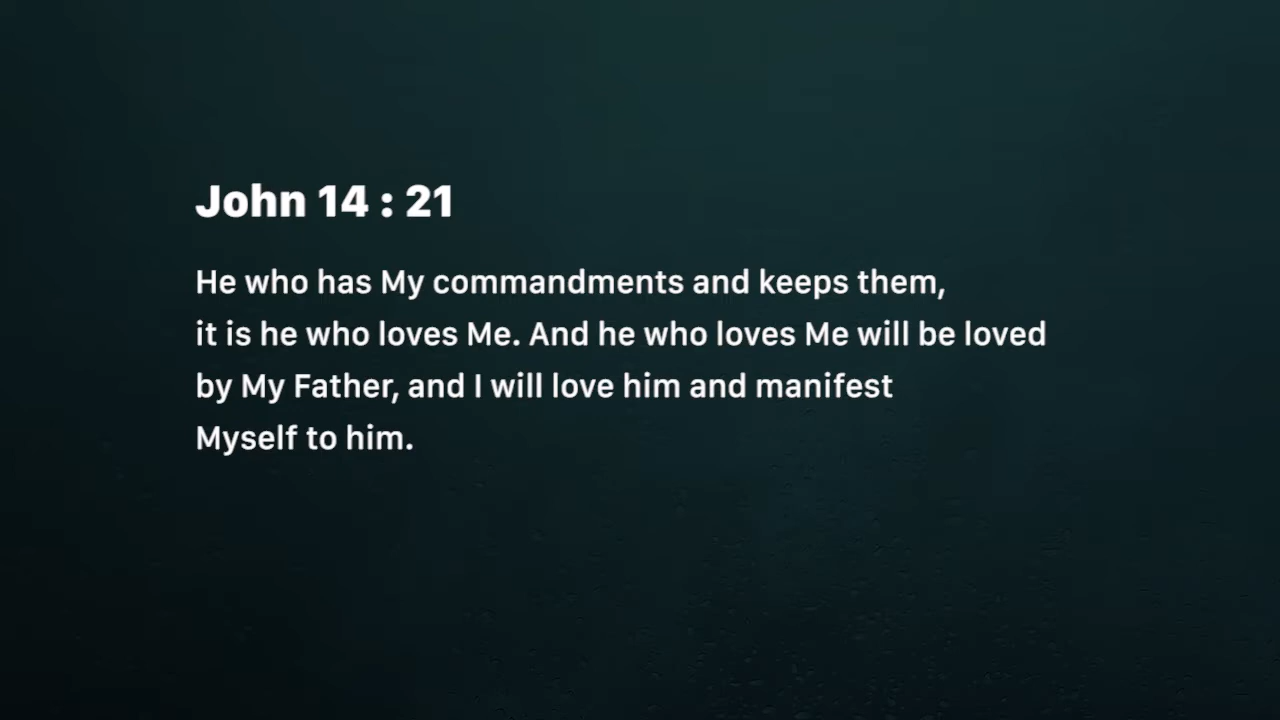 John 14 : 21
He who has My commandments and keeps them,
it is he who loves Me. And he who loves Me will be loved
by My Father, and I will love him and manifest
Myself to him.